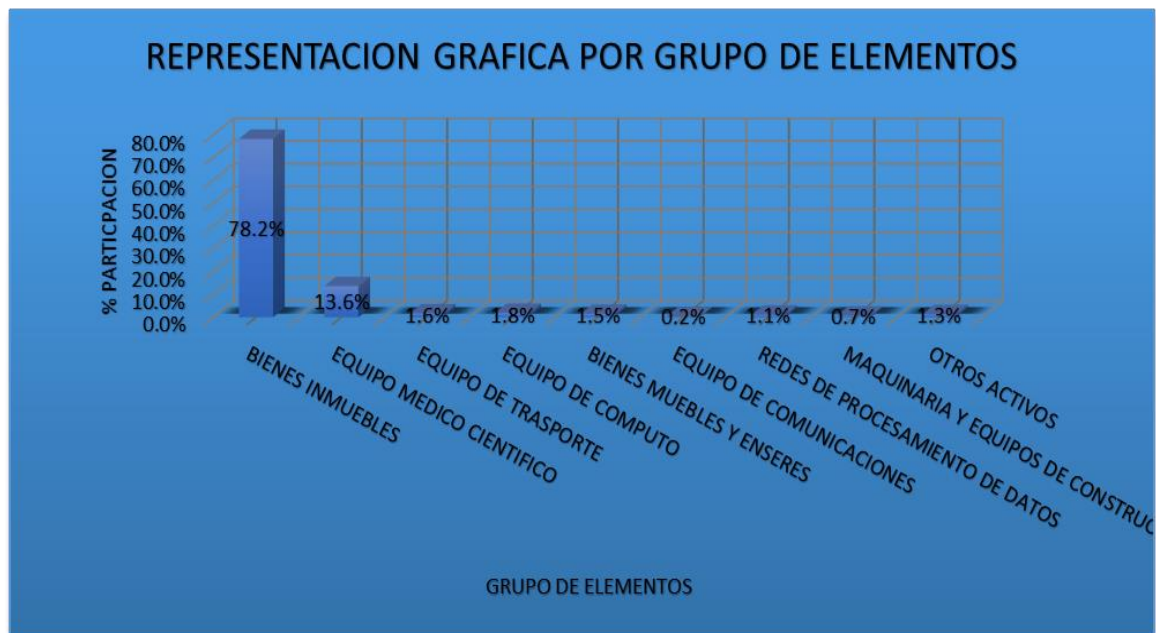 REPRESENTACION GRAFICA POR GRUPO DE ELEMENTOS
% PARTICPACION
80.0%
70.0%
60.0%
50.0%
40.0%
30.0%
20.0%
10.0%
0.0%
78.2%
13.6%
1.6%
1.8%
1.5%
0.2%
1.1%
0.7%
1.3%
BIENES INMUEBLES
EQUIPO MEDICO CIENTIFICO
EQUIPO DE TRASPORTE
EQUIPO DE COMPUTO
BIENES MUEBLES Y ENSERES
EQUIPO DE COMUNICACIONES
REDES DE PROCESAMIENTO DE DATOS
MAQUINARIA Y EQUIPOS DE CONSTRUC
OTROS ACTIVOS
GRUPO DE ELEMENTOS